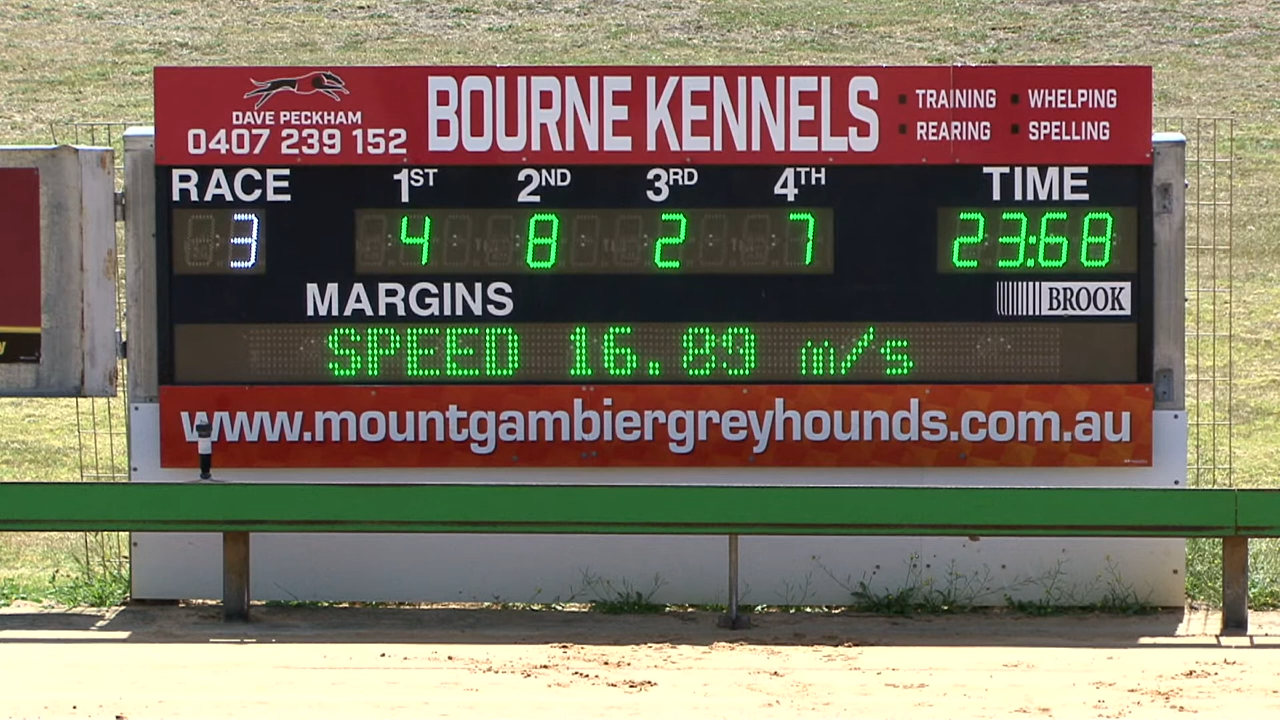 DAVE PECKHAM
0407 239 152
BOURNE KENNELS
TRAINING
WHELPING
REARING
SPELLING
RACE 1ST 2ND 3RD 4TH TIME
3 4 8 2 7 23:68
MARGINS
BROOK
SPEED 16.89 m/s
www.mountgambiergreyhounds.com.au